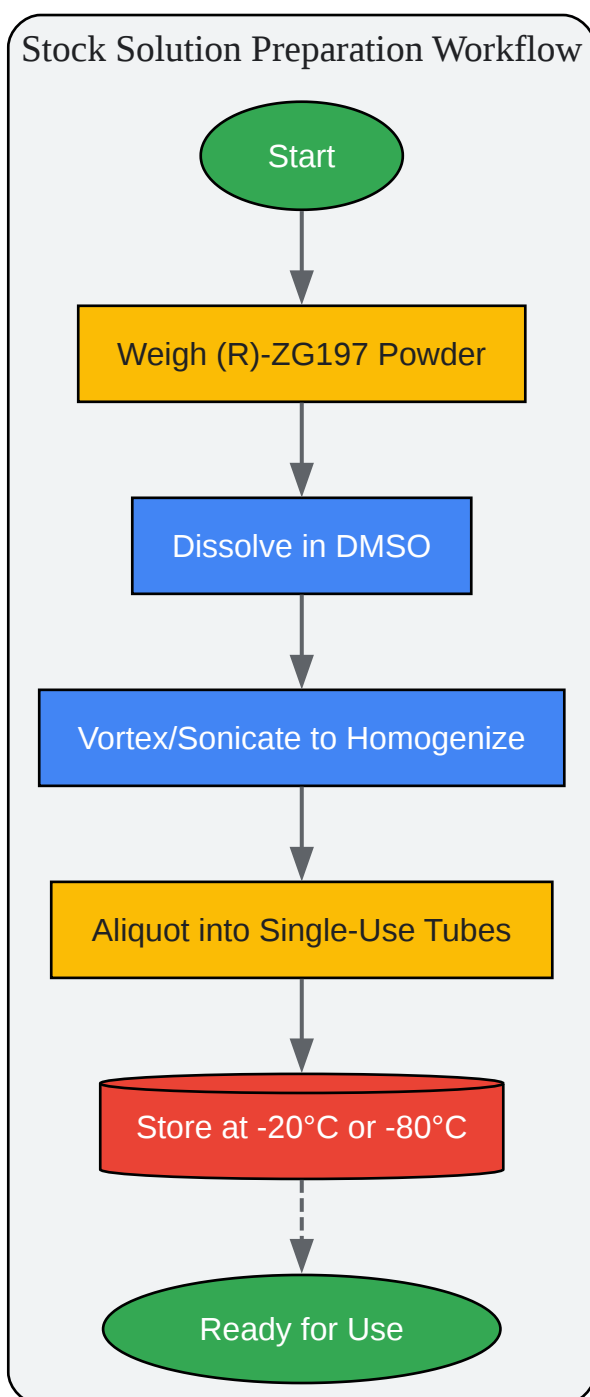 Stock Solution Preparation Workflow
Start
Weigh (R)-ZG197 Powder
Dissolve in DMSO
Vortex/Sonicate to Homogenize
Aliquot into Single-Use Tubes
Store at -20°C or -80°C
Ready for Use